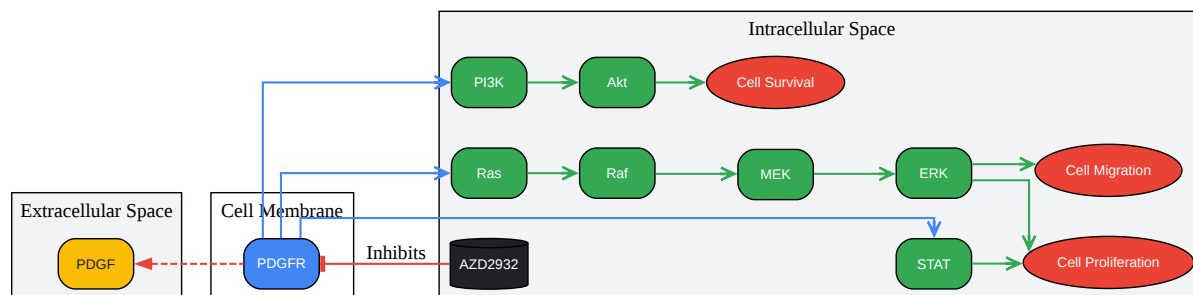 Intracellular Space
PI3K
Akt
Cell Survival
Ras
Raf
MEK
ERK
Cell Migration
Extracellular Space
Cell Membrane
PDGF
PDGFR
Inhibits
AZD2932
STAT
Cell Proliferation